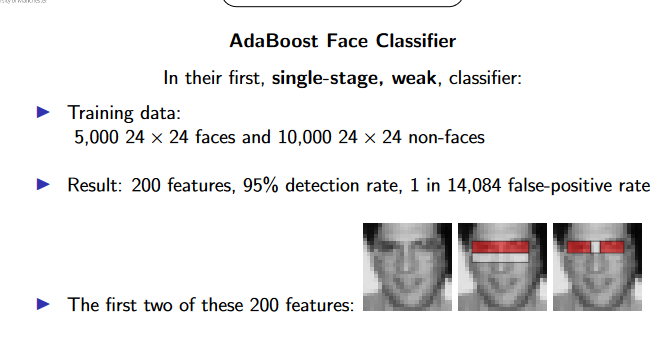 AdaBoost Face Classifier
In their first, single-stage, weak, classifier:
▶ Training data:
5,000 24 × 24 faces and 10,000 24 × 24 non-faces
▶ Result: 200 features, 95% detection rate, 1 in 14,084 false-positive rate
▶ The first two of these 200 features: